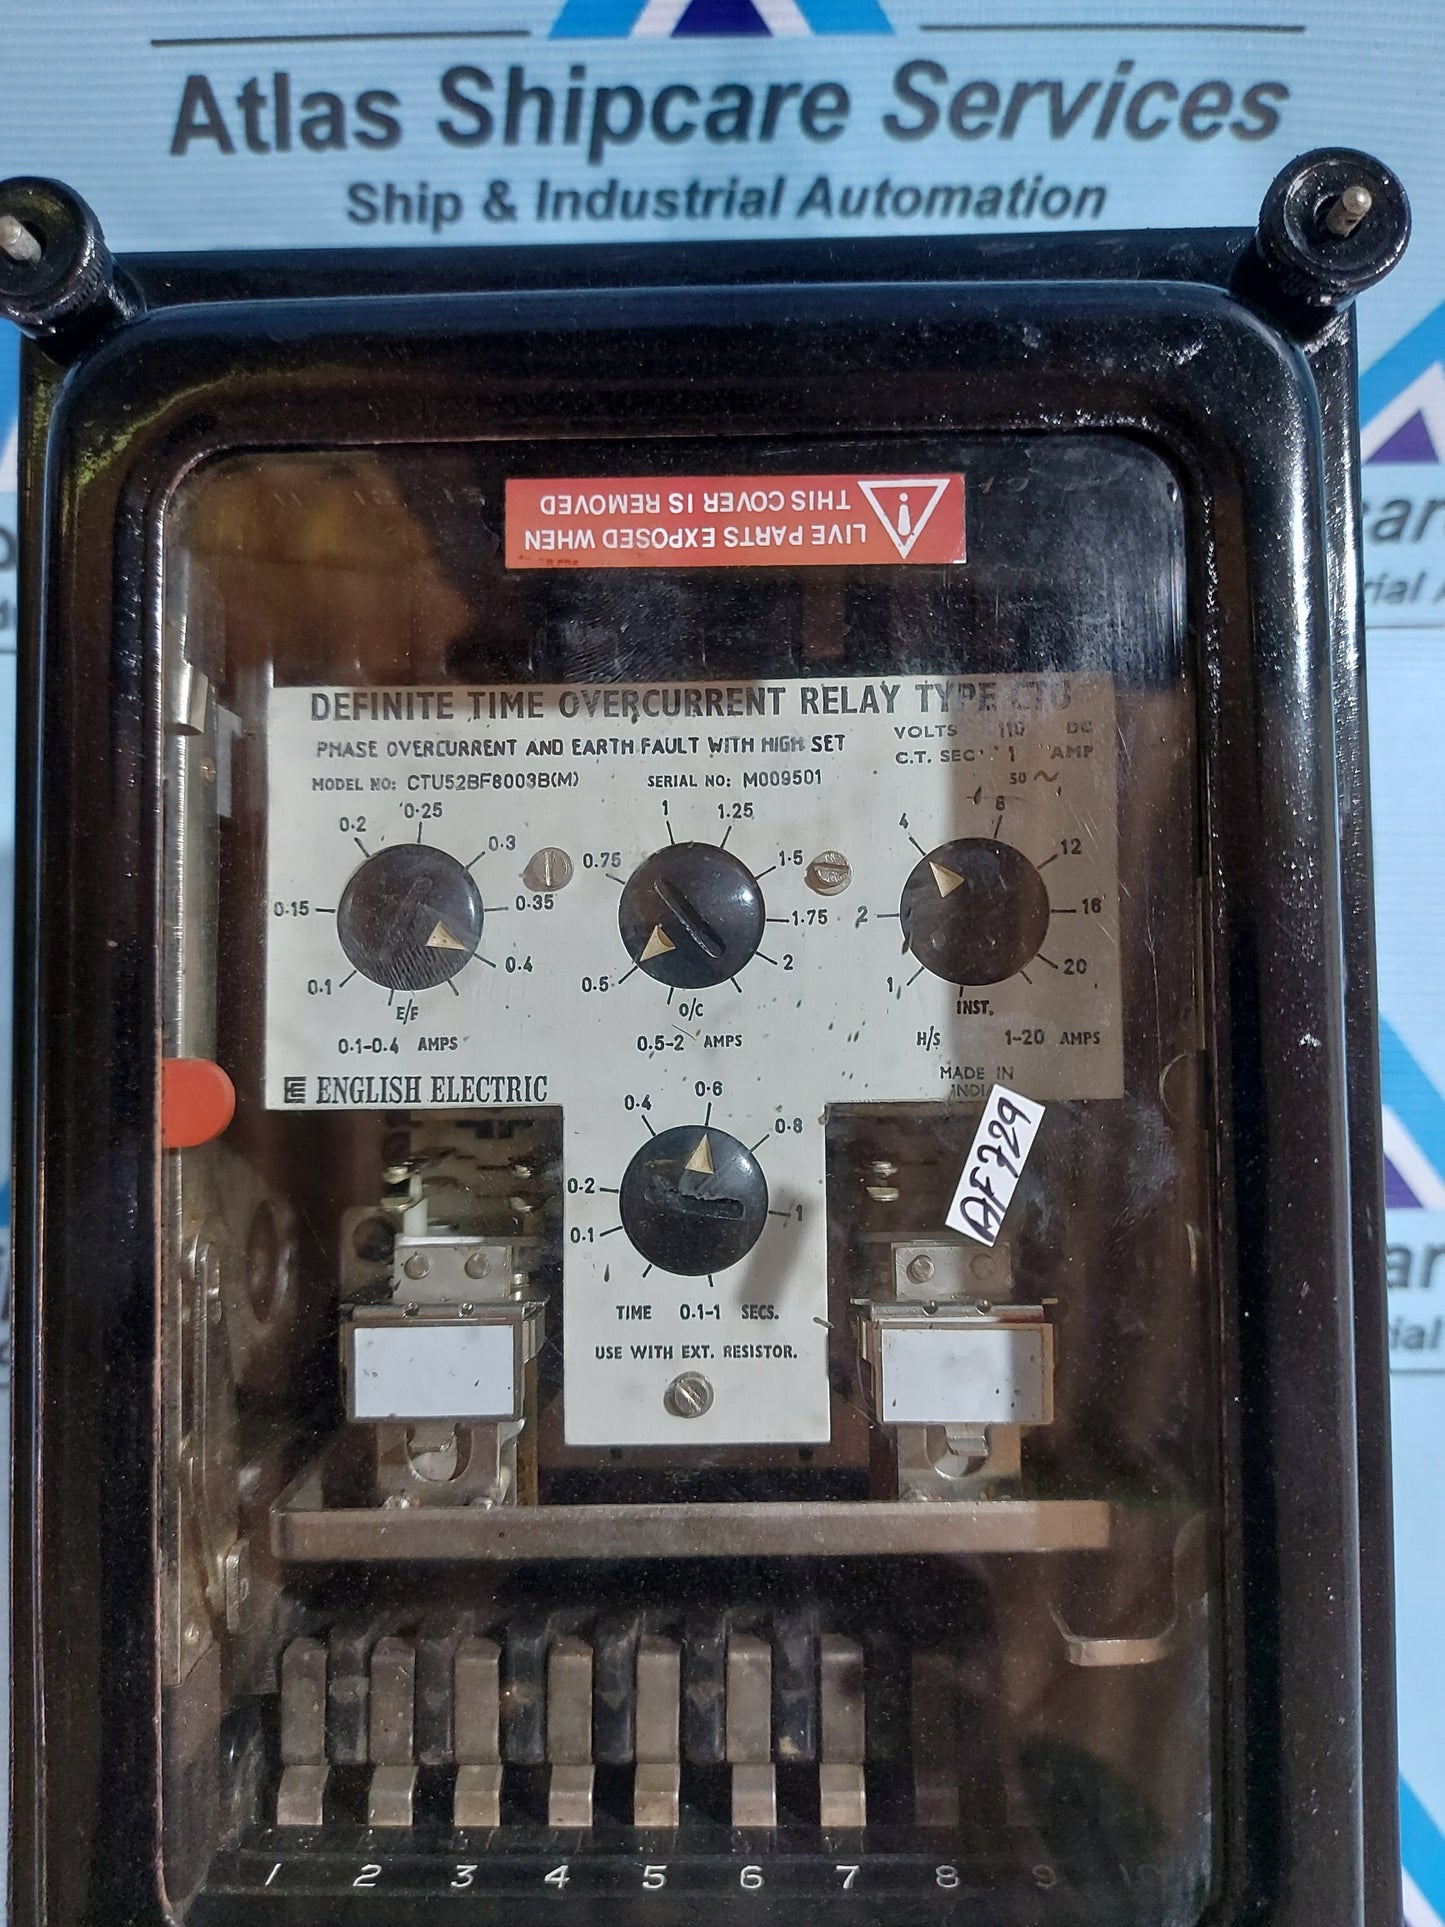 Atlas Shipcare Services
Ship & Industrial Automation
LIVE PARTS EXPOSED WHEN
THIS COVER IS REMOVED
DEFINITE TIME OVERCURRENT RELAY TYPE CTU
PHASE OVERCURRENT AND EARTH FAULT WITH HIGH SET
VOLTS 110 DC
C.T. SEC 1 AMP
50 ~
MODEL NO: CTU52BF8003B(M) SERIAL NO: M009501
0.1 0.15 0.2 0.25 0.3 0.35 0.4
E/F
0.1-0.4 AMPS
0.5 0.75 1 1.25 1.5 1.75 2
O/C
0.5-2 AMPS
1 2 4 8 12 16 20
INST.
H/S 1-20 AMPS
ENGLISH ELECTRIC
MADE IN
INDIA
AF729
0.1 0.2 0.4 0.6 0.8 1
TIME 0.1-1 SECS.
USE WITH EXT. RESISTOR.
1 2 3 4 5 6 7 8 9 10